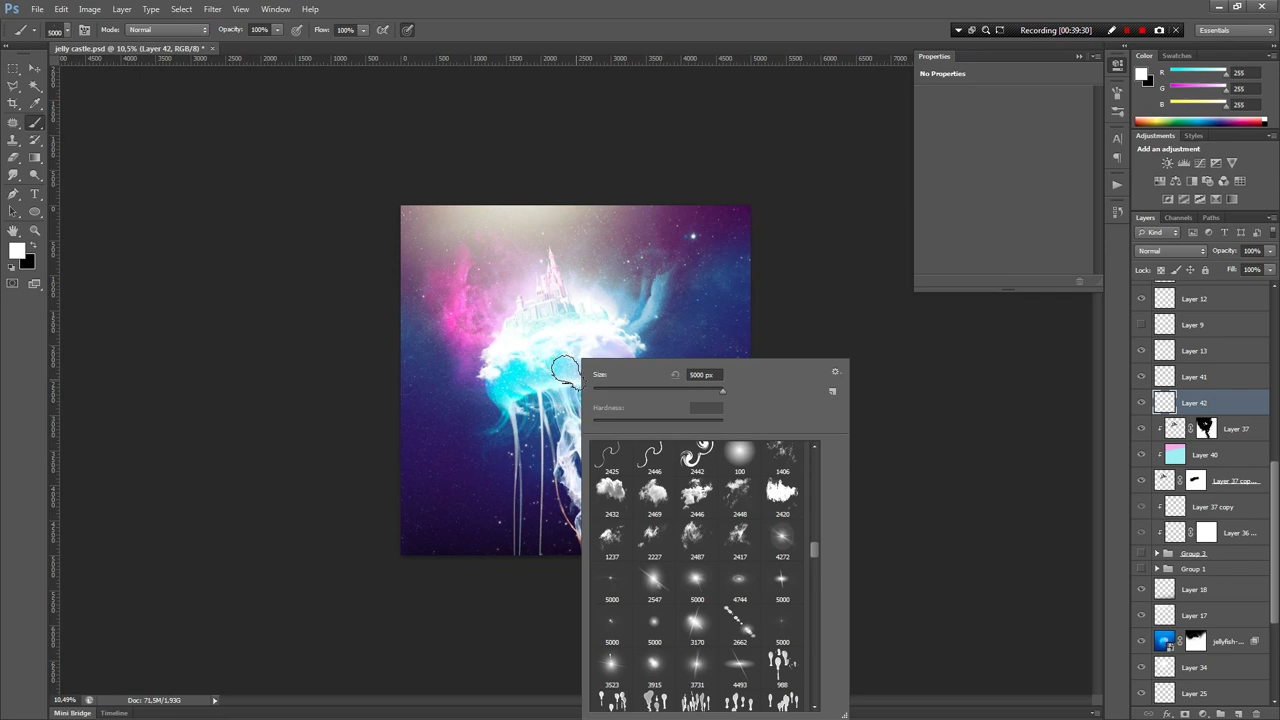 Ps File Edit Image Layer Type Select Filter View Window Help
5000 Mode: Normal Opacity: 100% Flow: 100% Recording [00:39:30] Essentials
jelly castle.psd @ 10,5% (Layer 42, RGB/8) * ×
Properties
No Properties
Color Swatches
R 255
G 255
B 255
Adjustments Styles
Add an adjustment
Layers Channels Paths
Kind
Normal Opacity: 100%
Lock: Fill: 100%
Layer 12
Layer 9
Layer 13
Layer 41
Layer 42
Layer 37
Layer 40
Layer 37 cop...
Layer 37 copy
Layer 36 ...
Group 3
Group 1
Layer 18
Layer 17
jellyfish-...
Layer 34
Layer 25
Size: 5000 px
Hardness:
2425 2446 2442 100 1406
2432 2469 2446 2448 2420
1237 2227 2487 2417 4272
5000 2547 5000 4744 5000
5000 5000 3170 2662 5000
3523 3915 3731 4493 988
10,49% Doc: 71,5M/1,93G
Mini Bridge Timeline